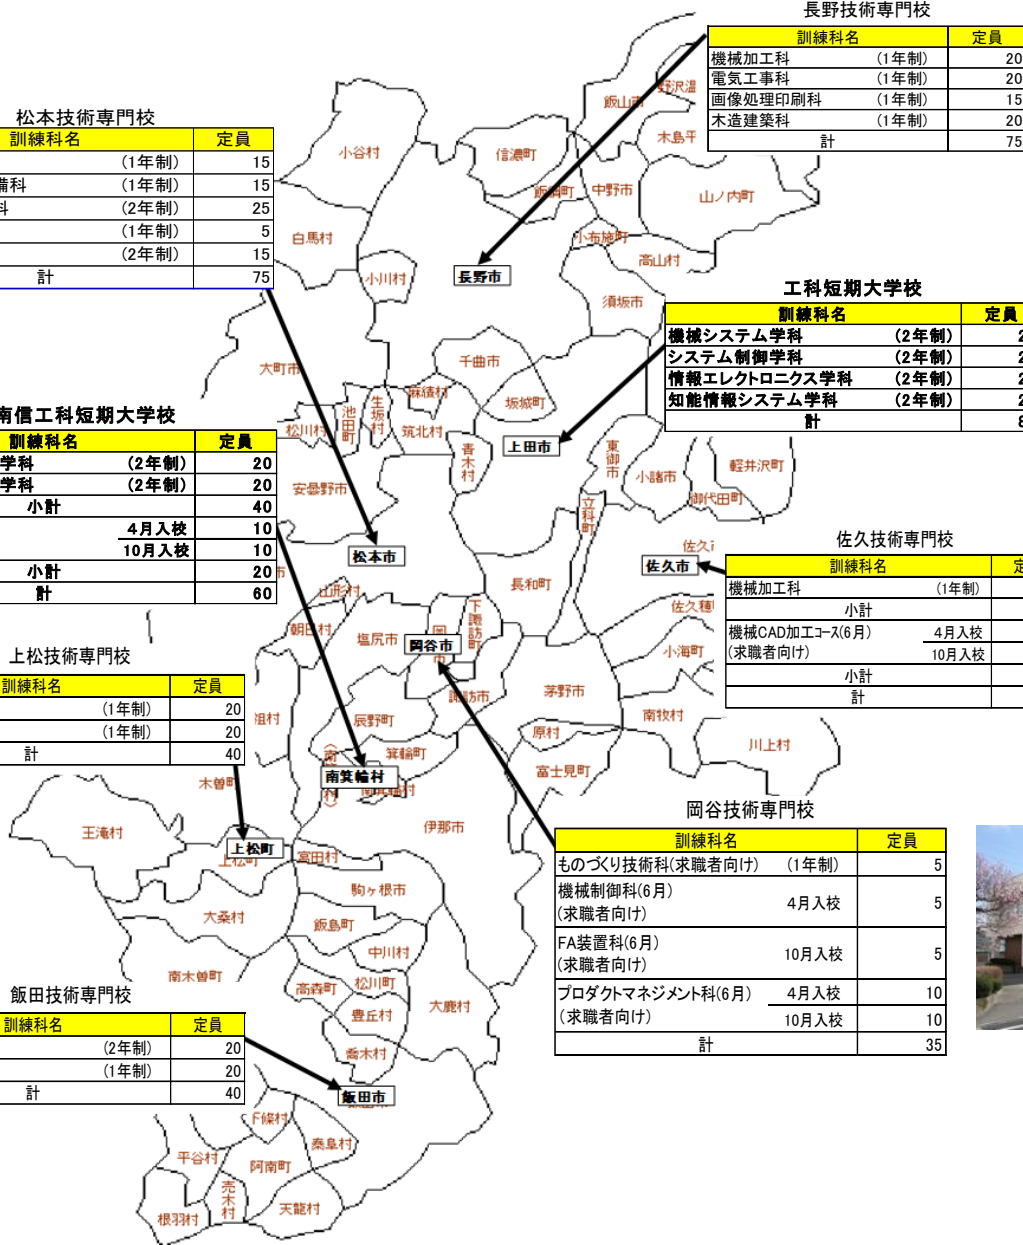 長野技術専門校
訓練科名 定員
機械加工科 (1年制) 20
電気工事科 (1年制) 20
画像処理印刷科 (1年制) 15
木造建築科 (1年制) 20
計 75
松本技術専門校
訓練科名 定員
(1年制) 15
備科 (1年制) 15
科 (2年制) 25
(1年制) 5
(2年制) 15
計 75
野沢温
飯山市
木島平
小谷村
信濃町
飯綱町
中野市
山ノ内町
白馬村
小布施町
高山村
小川村
長野市
須坂市
工科短期大学校
訓練科名 定員
機械システム学科 (2年制) 2
システム制御学科 (2年制) 2
情報エレクトロニクス学科 (2年制) 2
知能情報システム学科 (2年制) 2
計 8
大町市
千曲市
麻績村
坂城町
生坂村
池田町
松川村
筑北村
青木村
上田市
東御市
小諸市
軽井沢町
御代田町
立科町
安曇野市
南信工科短期大学校
訓練科名 定員
学科 (2年制) 20
学科 (2年制) 20
小計 40
4月入校 10
10月入校 10
小計 20
計 60
松本市
長和町
佐久市
佐久技術専門校
訓練科名 定
機械加工科 (1年制)
小計
機械CAD加工コース(6月) 4月入校
(求職者向け) 10月入校
小計
計
市
山形村
朝日村
塩尻市
岡谷市
下諏訪町
佐久穂
小海町
上松技術専門校
訓練科名 定員
(1年制) 20
(1年制) 20
計 40
祖村
辰野町
諏訪市
茅野市
南牧村
原村
川上村
箕輪町
富士見町
南箕輪村
木曽町
王滝村
上松町
宮田村
伊那市
駒ヶ根市
大桑村
飯島町
中川村
南木曽町
高森町
松川町
大鹿村
豊丘村
喬木村
岡谷技術専門校
訓練科名 定員
ものづくり技術科(求職者向け) (1年制) 5
機械制御科(6月)
(求職者向け) 4月入校 5
FA装置科(6月)
(求職者向け) 10月入校 5
プロダクトマネジメント科(6月) 4月入校 10
(求職者向け) 10月入校 10
計 35
飯田技術専門校
訓練科名 定員
(2年制) 20
(1年制) 20
計 40
飯田市
下條村
泰阜村
平谷村
阿南町
売木村
天龍村
根羽村